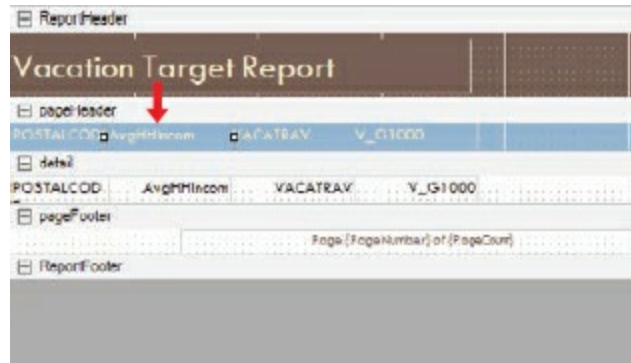 ReportHeader
Vacation Target Report
pageHeader
POSTALCOD AvgHHIncom VACATRAV V_G1000
detail
POSTALCOD AvgHHIncom VACATRAV V_G1000
pageFooter
Page {PageNumber} of {PageCount}
ReportFooter